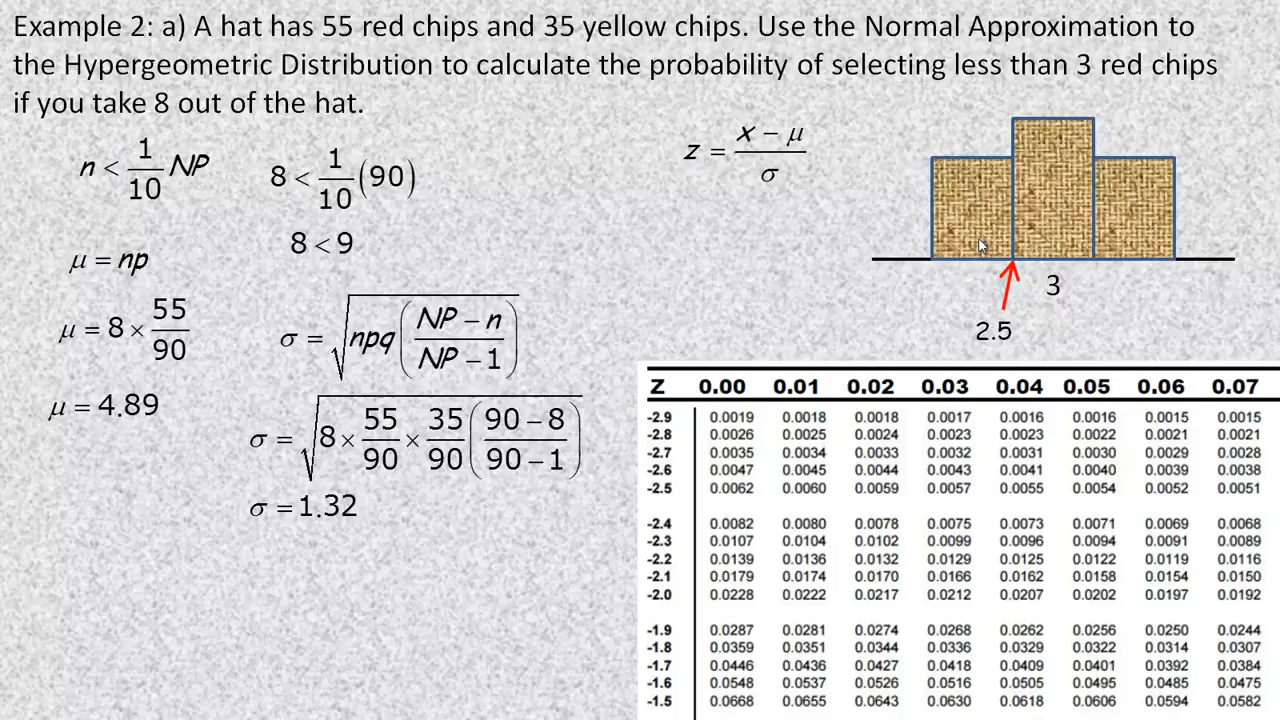 Example 2: a) A hat has 55 red chips and 35 yellow chips. Use the Normal Approximation to
the Hypergeometric Distribution to calculate the probability of selecting less than 3 red chips
if you take 8 out of the hat.
n < 1/10 NP
8 < 1/10 (90)
8 < 9
μ = np
μ = 8 × 55/90
μ = 4.89
σ = √(npq((NP − n)/(NP − 1)))
σ = √(8 × 55/90 × 35/90 ((90 − 8)/(90 − 1)))
σ = 1.32
z = (x − μ)/σ
3
2.5
Z 0.00 0.01 0.02 0.03 0.04 0.05 0.06 0.07
-2.9 0.0019 0.0018 0.0018 0.0017 0.0016 0.0016 0.0015 0.0015
-2.8 0.0026 0.0025 0.0024 0.0023 0.0023 0.0022 0.0021 0.0021
-2.7 0.0035 0.0034 0.0033 0.0032 0.0031 0.0030 0.0029 0.0028
-2.6 0.0047 0.0045 0.0044 0.0043 0.0041 0.0040 0.0039 0.0038
-2.5 0.0062 0.0060 0.0059 0.0057 0.0055 0.0054 0.0052 0.0051
-2.4 0.0082 0.0080 0.0078 0.0075 0.0073 0.0071 0.0069 0.0068
-2.3 0.0107 0.0104 0.0102 0.0099 0.0096 0.0094 0.0091 0.0089
-2.2 0.0139 0.0136 0.0132 0.0129 0.0125 0.0122 0.0119 0.0116
-2.1 0.0179 0.0174 0.0170 0.0166 0.0162 0.0158 0.0154 0.0150
-2.0 0.0228 0.0222 0.0217 0.0212 0.0207 0.0202 0.0197 0.0192
-1.9 0.0287 0.0281 0.0274 0.0268 0.0262 0.0256 0.0250 0.0244
-1.8 0.0359 0.0351 0.0344 0.0336 0.0329 0.0322 0.0314 0.0307
-1.7 0.0446 0.0436 0.0427 0.0418 0.0409 0.0401 0.0392 0.0384
-1.6 0.0548 0.0537 0.0526 0.0516 0.0505 0.0495 0.0485 0.0475
-1.5 0.0668 0.0655 0.0643 0.0630 0.0618 0.0606 0.0594 0.0582